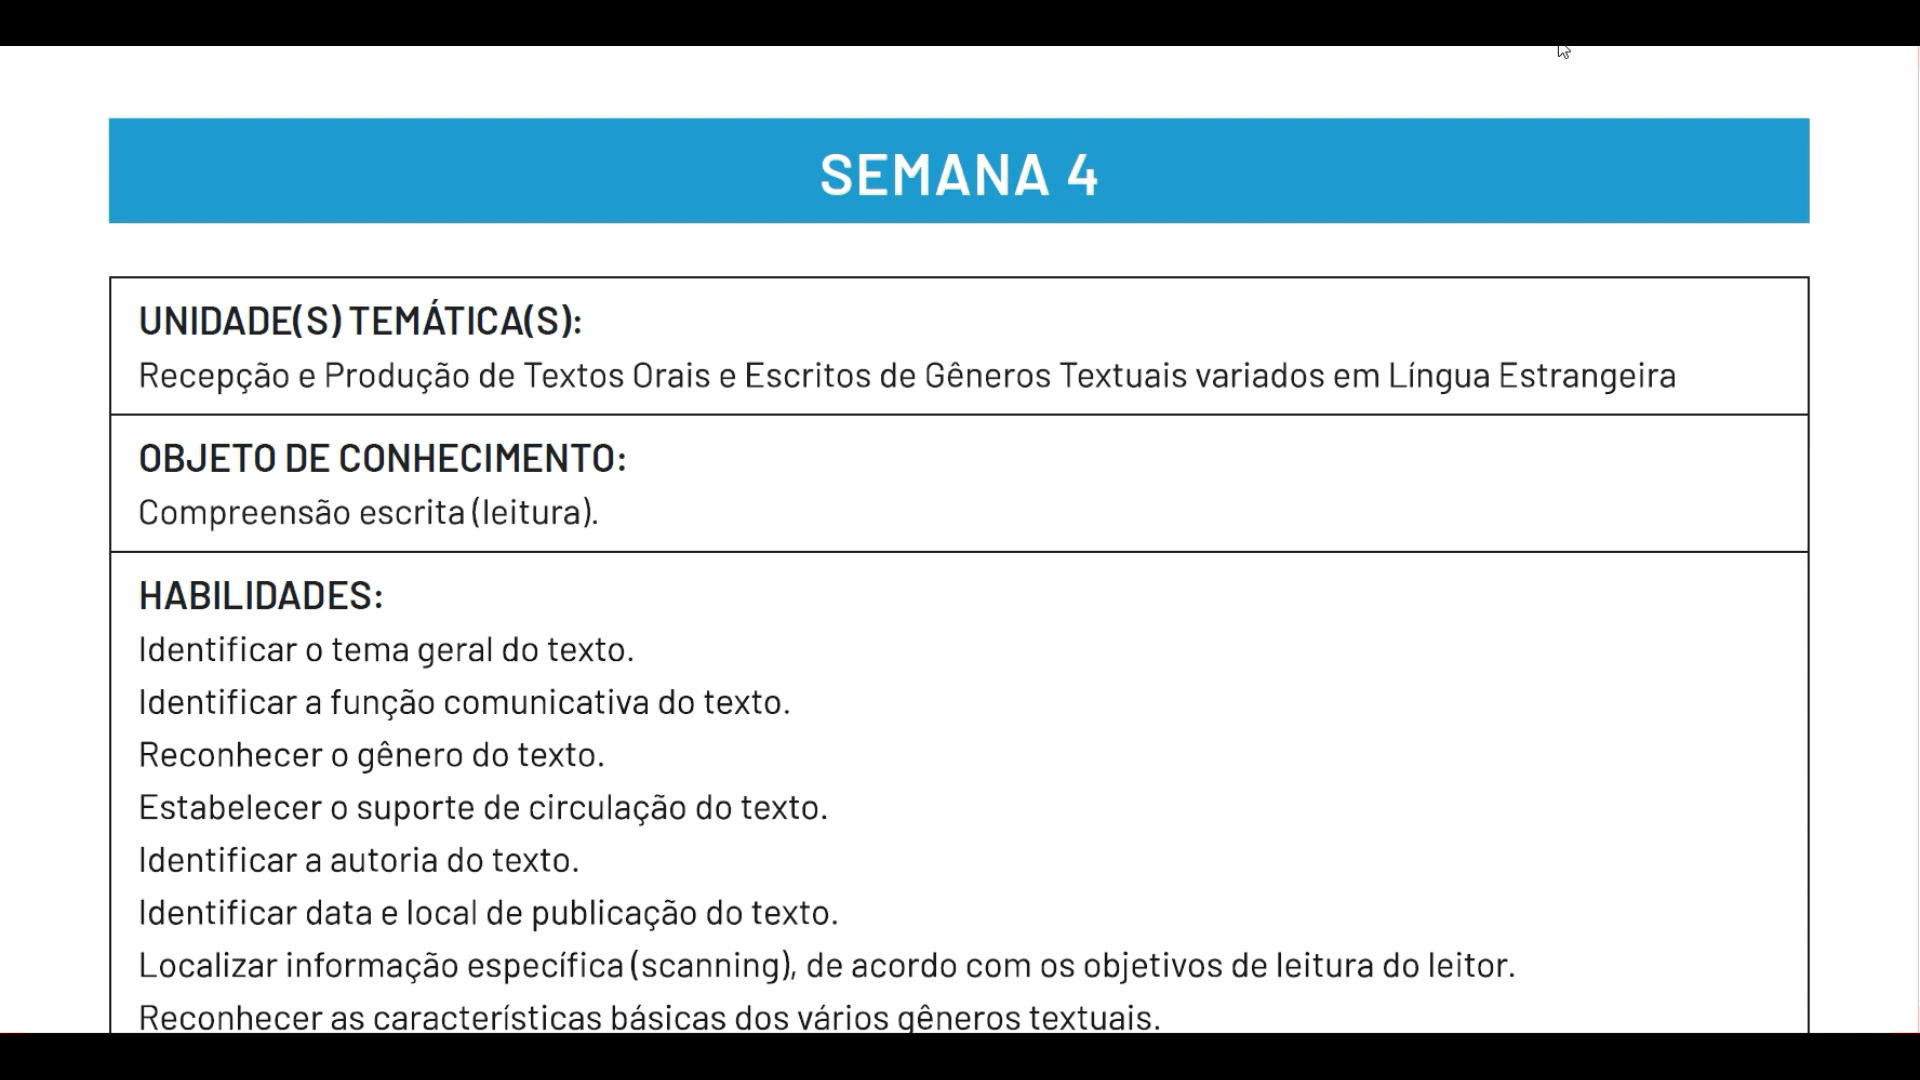 SEMANA 4
UNIDADE(S) TEMÁTICA(S):
Recepção e Produção de Textos Orais e Escritos de Gêneros Textuais variados em Língua Estrangeira
OBJETO DE CONHECIMENTO:
Compreensão escrita (leitura).
HABILIDADES:
Identificar o tema geral do texto.
Identificar a função comunicativa do texto.
Reconhecer o gênero do texto.
Estabelecer o suporte de circulação do texto.
Identificar a autoria do texto.
Identificar data e local de publicação do texto.
Localizar informação específica (scanning), de acordo com os objetivos de leitura do leitor.
Reconhecer as características básicas dos vários gêneros textuais.